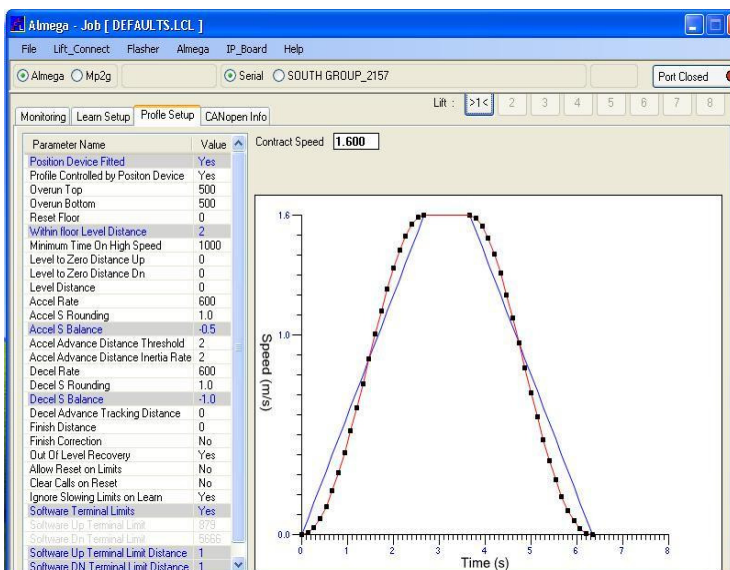 Almega - Job [ DEFAULTS.LCL ]
File Lift_Connect Flasher Almega IP_Board Help
Almega Mp2g Serial SOUTH GROUP_2157 Port Closed
Lift : >1< 2 3 4 5 6 7 8
Monitoring Learn Setup Profle Setup CANopen Info
Parameter Name Value
Contract Speed 1.600
Position Device Fitted Yes
Profile Controlled by Positon Device Yes
Overun Top 500
Overun Bottom 500
Reset Floor 0
Within floor Level Distance 2
Minimum Time On High Speed 1000
Level to Zero Distance Up 0
Level to Zero Distance Dn 0
Level Distance 0
Accel Rate 600
Accel S Rounding 1.0
Accel S Balance -0.5
Accel Advance Distance Threshold 2
Accel Advance Distance Inertia Rate 2
Decel Rate 600
Decel S Rounding 1.0
Decel S Balance -1.0
Decel Advance Tracking Distance 0
Finish Distance 0
Finish Correction No
Out Of Level Recovery Yes
Allow Reset on Limits No
Clear Calls on Reset No
Ignore Slowing Limits on Learn Yes
Software Terminal Limits Yes
Software Up Terminal Limit 879
Software Dn Terminal Limit 5666
Software Up Terminal Limit Distance 1
Software DN Terminal Limit Distance 1
1.6
1.0
0.0
Speed (m/s)
0 1 2 3 4 5 6 7 8
Time (s)